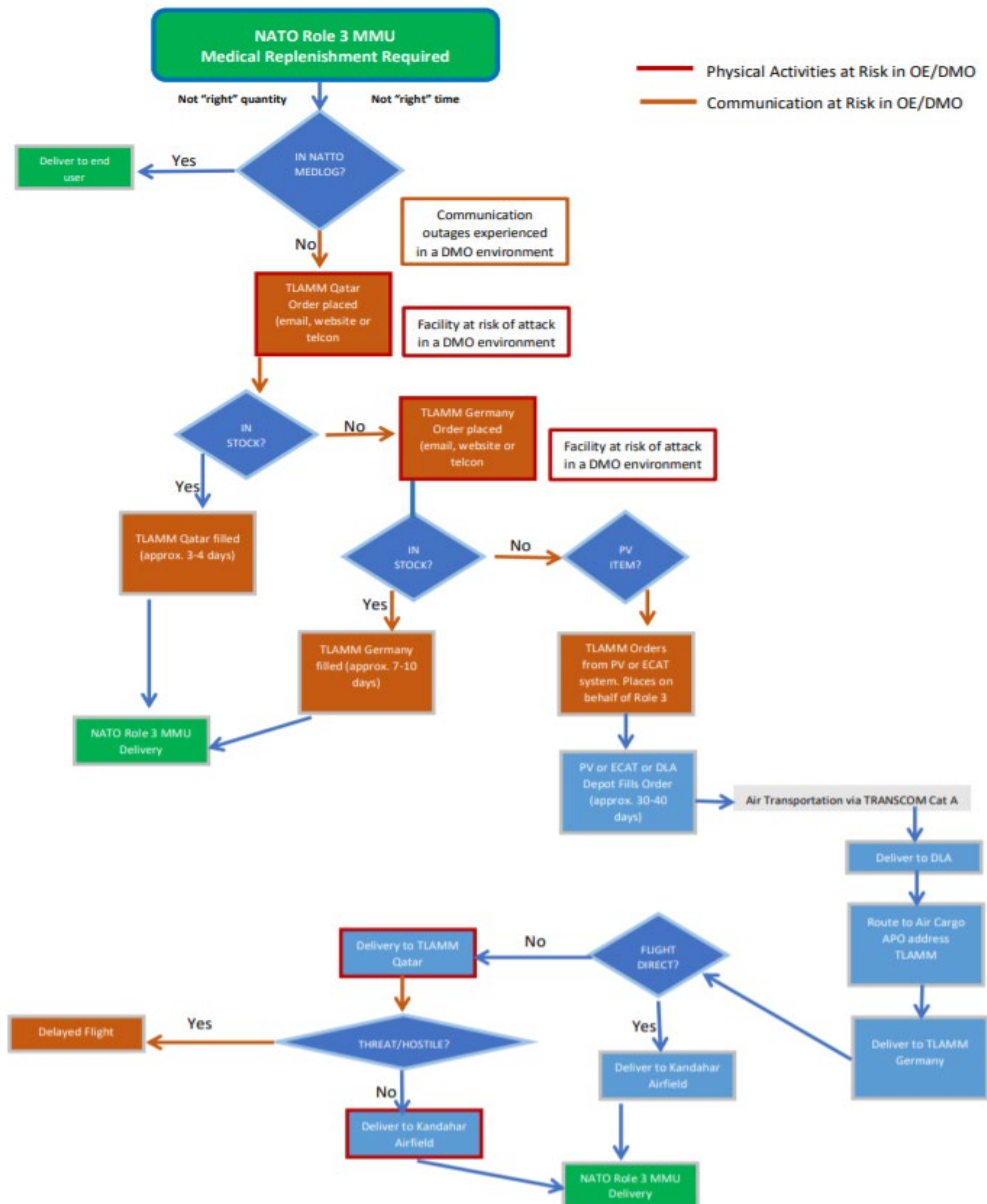 NATO Role 3 MMU
Medical Replenishment Required
Physical Activities at Risk in OE/DMO
Communication at Risk in OE/DMO
Not "right" quantity
Not "right" time
IN NATTO
MEDLOG?
Yes
Deliver to end
user
Communication
outages experienced
in a DMO environment
No
TLAMM Qatar
Order placed
(email, website or
telcon
Facility at risk of attack
in a DMO environment
IN
STOCK?
No
TLAMM Germany
Order placed
(email, website or
telcon
Facility at risk of attack
in a DMO environment
Yes
TLAMM Qatar filled
(approx. 3-4 days)
IN
STOCK?
No
PV
ITEM?
Yes
TLAMM Germany
filled (approx. 7-10
days)
TLAMM Orders
from PV or ECAT
system. Places on
behalf of Role 3
NATO Role 3 MMU
Delivery
PV or ECAT or DLA
Depot Fills Order
(approx. 30-40
days)
Air Transportation via TRANSCOM Cat A
Deliver to DLA
Route to Air Cargo
APO address
TLAMM
Deliver to TLAMM
Germany
FLIGHT
DIRECT?
No
Delivery to TLAMM
Qatar
Yes
Deliver to Kandahar
Airfield
THREAT/HOSTILE?
Yes
Delayed Flight
No
Deliver to Kandahar
Airfield
NATO Role 3 MMU
Delivery